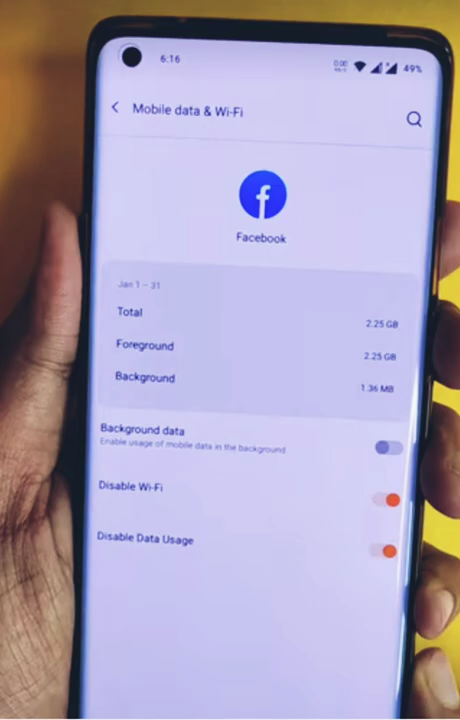 6:16
49%
Mobile data & Wi-Fi
Facebook
Jan 1 - 31
Total
2.25 GB
Foreground
2.25 GB
Background
1.36 MB
Background data
Enable usage of mobile data in the background
Disable Wi-Fi
Disable Data Usage